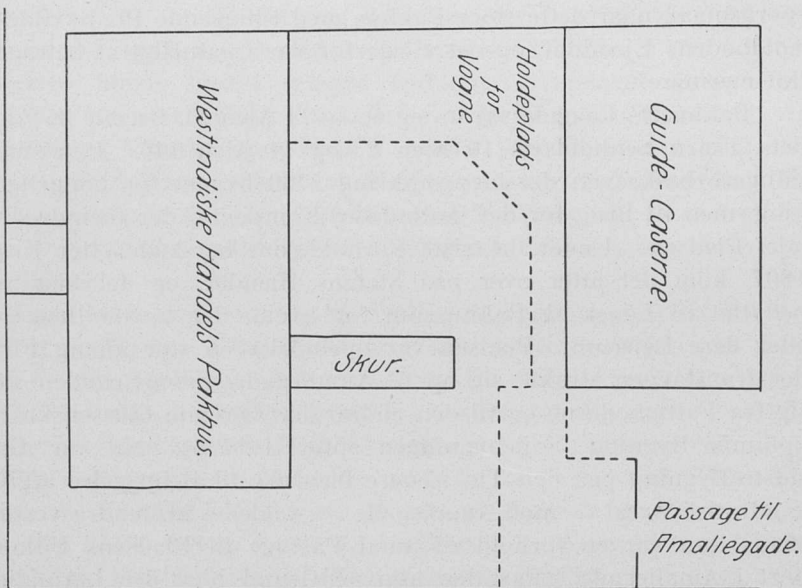 Holdeplads
for
Vogne
Guide Caserne.
Westindiske Handels Pakhus.
Skur.
Passage til
Amaliegade.